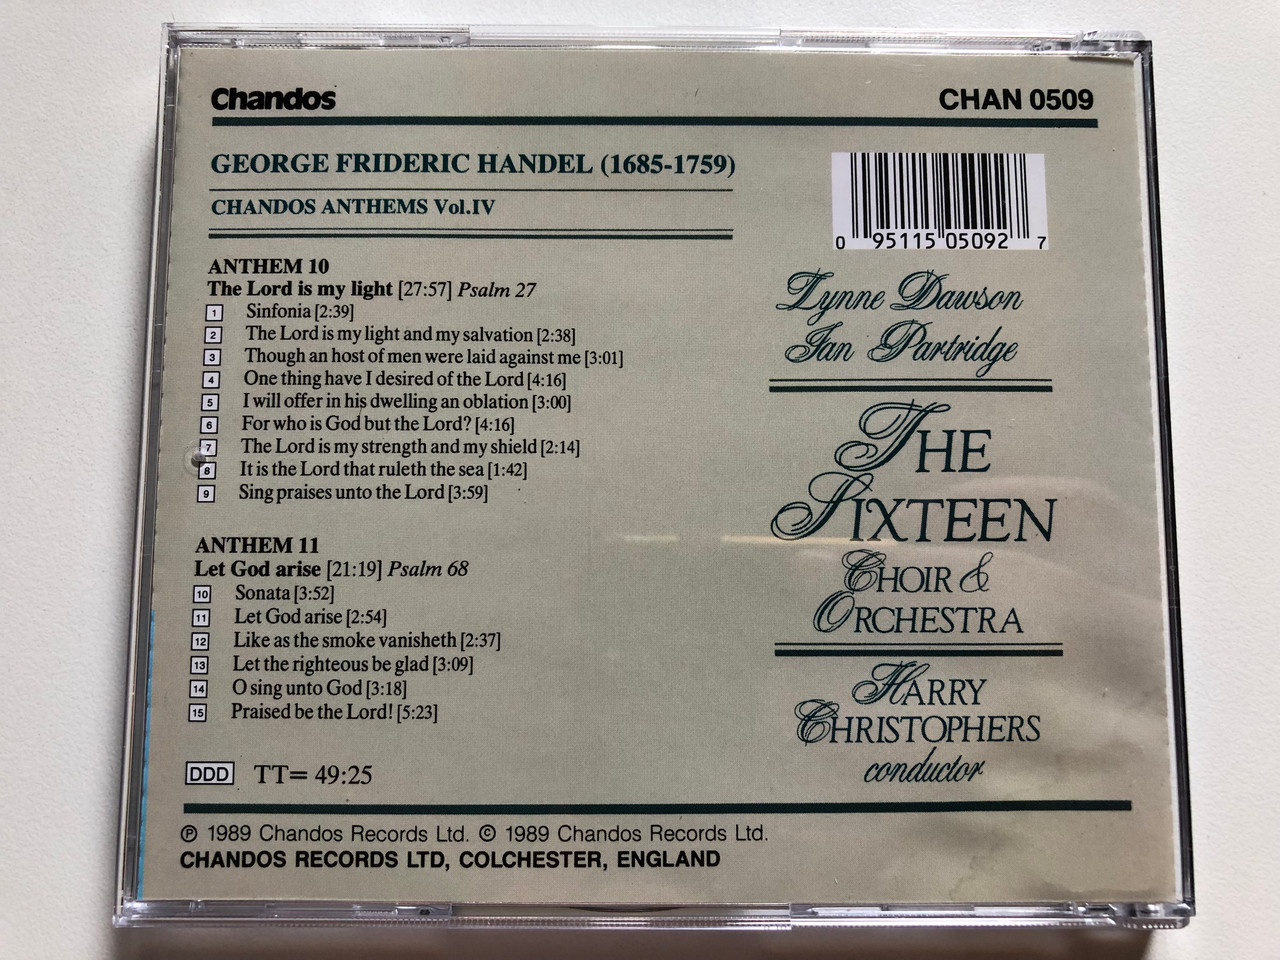 Chandos
CHAN 0509
GEORGE FRIDERIC HANDEL (1685-1759)
CHANDOS ANTHEMS Vol.IV
0 95115 05092 7
ANTHEM 10
The Lord is my light [27:57] Psalm 27
1 Sinfonia [2:39]
2 The Lord is my light and my salvation [2:38]
3 Though an host of men were laid against me [3:01]
4 One thing have I desired of the Lord [4:16]
5 I will offer in his dwelling an oblation [3:00]
6 For who is God but the Lord? [4:16]
7 The Lord is my strength and my shield [2:14]
8 It is the Lord that ruleth the sea [1:42]
9 Sing praises unto the Lord [3:59]
ANTHEM 11
Let God arise [21:19] Psalm 68
10 Sonata [3:52]
11 Let God arise [2:54]
12 Like as the smoke vanisheth [2:37]
13 Let the righteous be glad [3:09]
14 O sing unto God [3:18]
15 Praised be the Lord! [5:23]
DDD TT= 49:25
Lynne Dawson
Ian Partridge
THE
SIXTEEN
CHOIR &
ORCHESTRA
HARRY
CHRISTOPHERS
conductor
℗ 1989 Chandos Records Ltd. © 1989 Chandos Records Ltd.
CHANDOS RECORDS LTD, COLCHESTER, ENGLAND